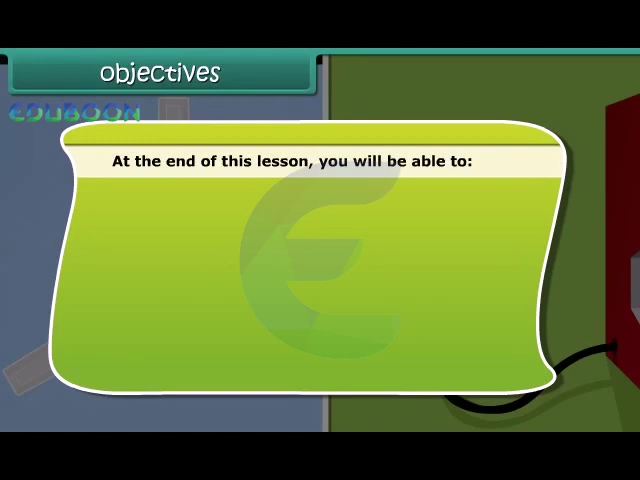 Objectives
EDUBOON
At the end of this lesson, you will be able to: